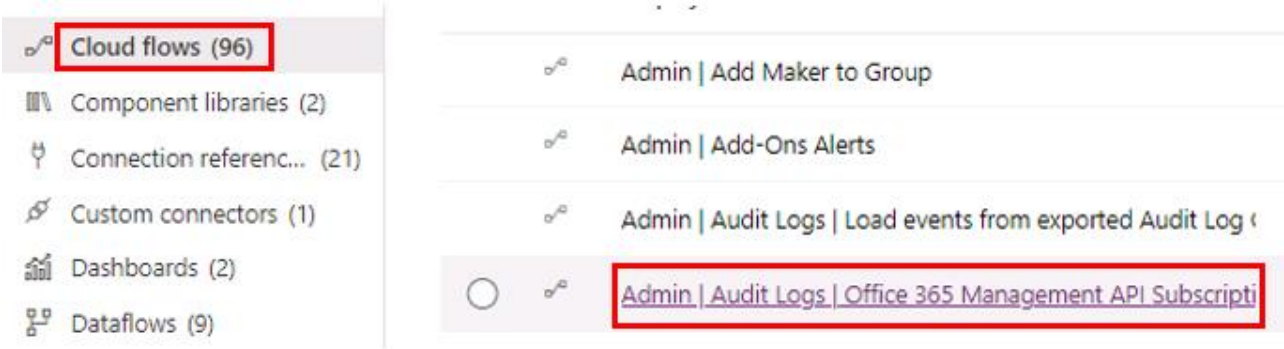 Cloud flows (96)
Component libraries (2)
Connection referenc... (21)
Custom connectors (1)
Dashboards (2)
Dataflows (9)
Admin | Add Maker to Group
Admin | Add-Ons Alerts
Admin | Audit Logs | Load events from exported Audit Log
Admin | Audit Logs | Office 365 Management API Subscripti